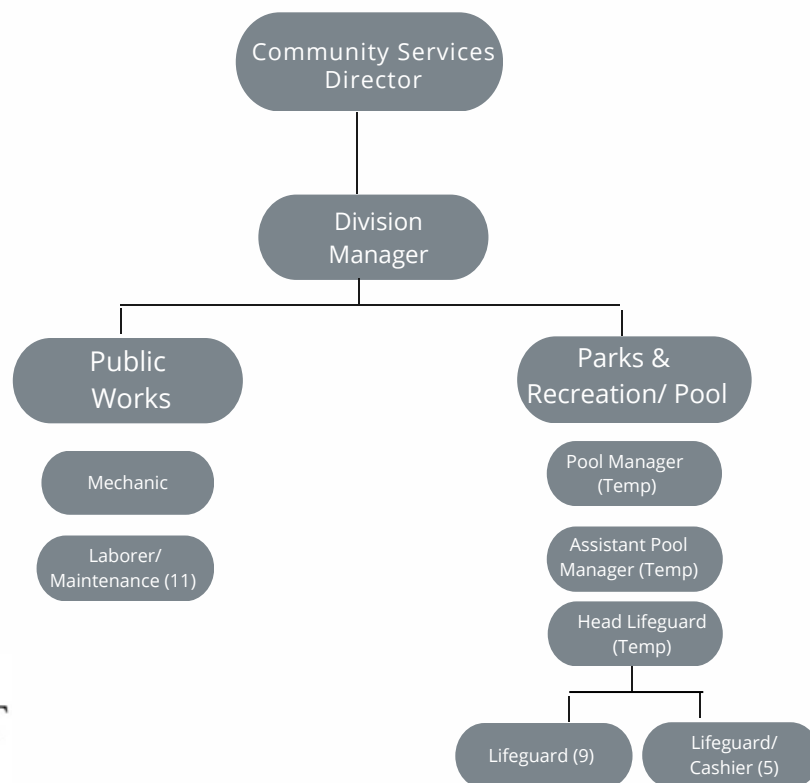 Community Services
Director
Division
Manager
Public
Works
Parks &
Recreation/ Pool
Mechanic
Laborer/
Maintenance (11)
Pool Manager
(Temp)
Assistant Pool
Manager (Temp)
Head Lifeguard
(Temp)
Lifeguard (9)
Lifeguard/
Cashier (5)